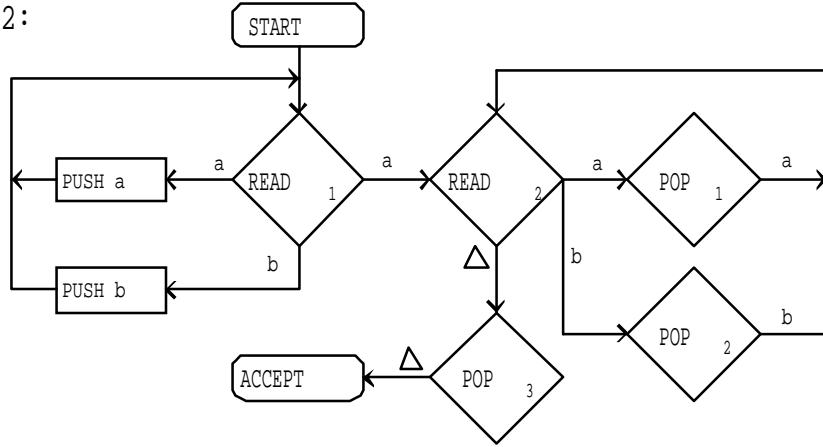 2:
START
a
a
a
a
PUSH a
READ 1
READ 2
POP 1
b
△
b
PUSH b
POP 2
b
ACCEPT
△
POP 3